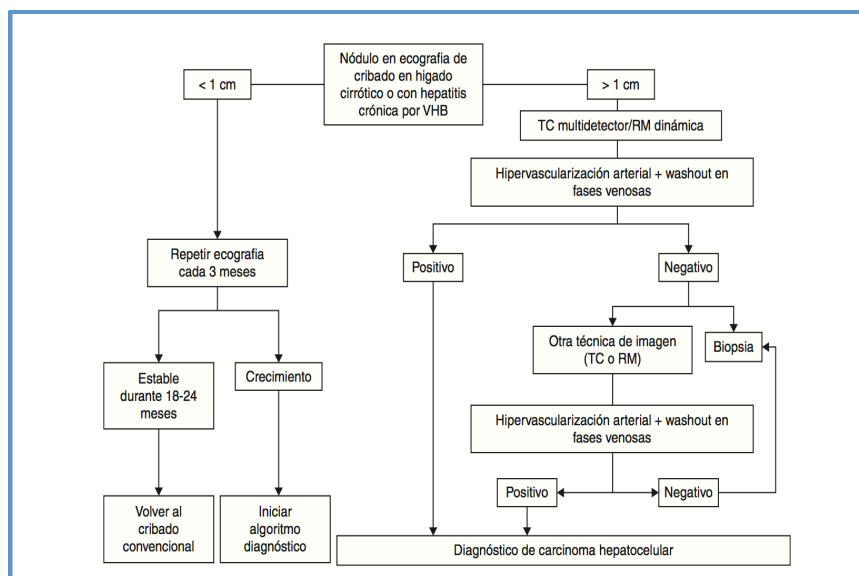 Nódulo en ecografia de
cribado en higado
cirrótico o con hepatitis
crónica por VHB
< 1 cm
> 1 cm
TC multidetector/RM dinámica
Hipervascularización arterial + washout en
fases venosas
Repetir ecografia
cada 3 meses
Positivo
Negativo
Otra técnica de imagen
(TC o RM)
Biopsia
Estable
durante 18-24
meses
Crecimiento
Hipervascularización arterial + washout en
fases venosas
Positivo
Negativo
Volver al
cribado
convencional
Iniciar
algoritmo
diagnóstico
Diagnóstico de carcinoma hepatocelular